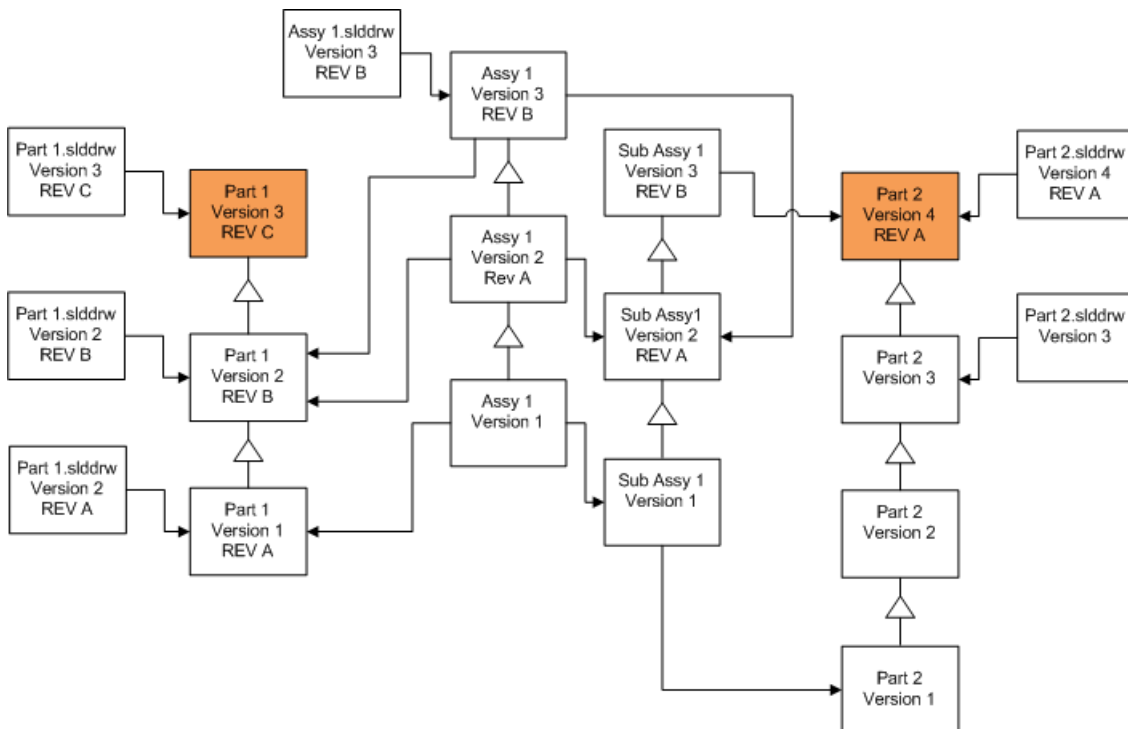 Assy 1.slddrw
Version 3
REV B
Assy 1
Version 3
REV B
Part 1.slddrw
Version 3
REV C
Part 1
Version 3
REV C
Sub Assy 1
Version 3
REV B
Part 2
Version 4
REV A
Part 2.slddrw
Version 4
REV A
Assy 1
Version 2
Rev A
Part 1.slddrw
Version 2
REV B
Part 1
Version 2
REV B
Sub Assy1
Version 2
REV A
Part 2
Version 3
Part 2.slddrw
Version 3
Assy 1
Version 1
Part 1.slddrw
Version 2
REV A
Part 1
Version 1
REV A
Sub Assy 1
Version 1
Part 2
Version 2
Part 2
Version 1